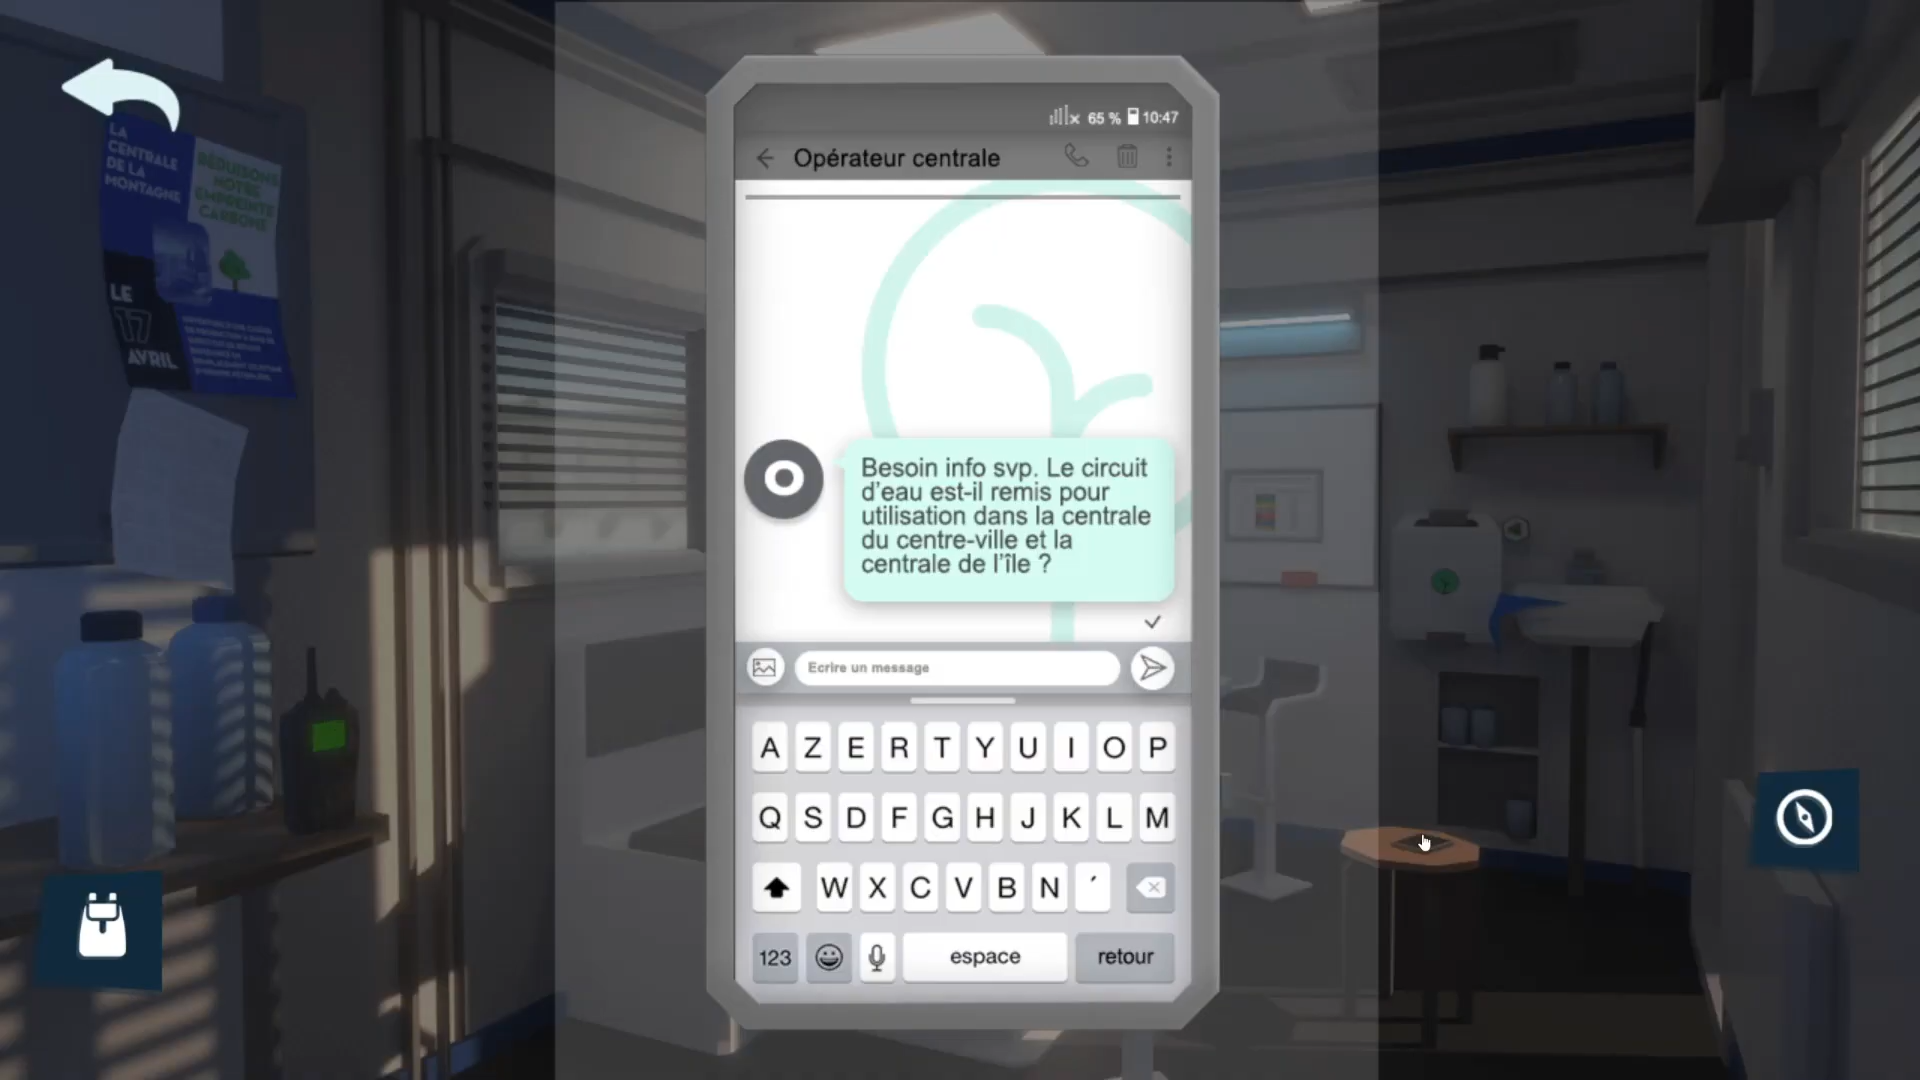 LA
CENTRALE
DE LA
MONTAGNE
RÉDUISONS
NOTRE
EMPREINTE
CARBONE
LE
17
AVRIL
65 % 10:47
Opérateur centrale
Besoin info svp. Le circuit
d'eau est-il remis pour
utilisation dans la centrale
du centre-ville et la
centrale de l'île ?
Ecrire un message
A Z E R T Y U I O P
Q S D F G H J K L M
W X C V B N ´
123 espace retour